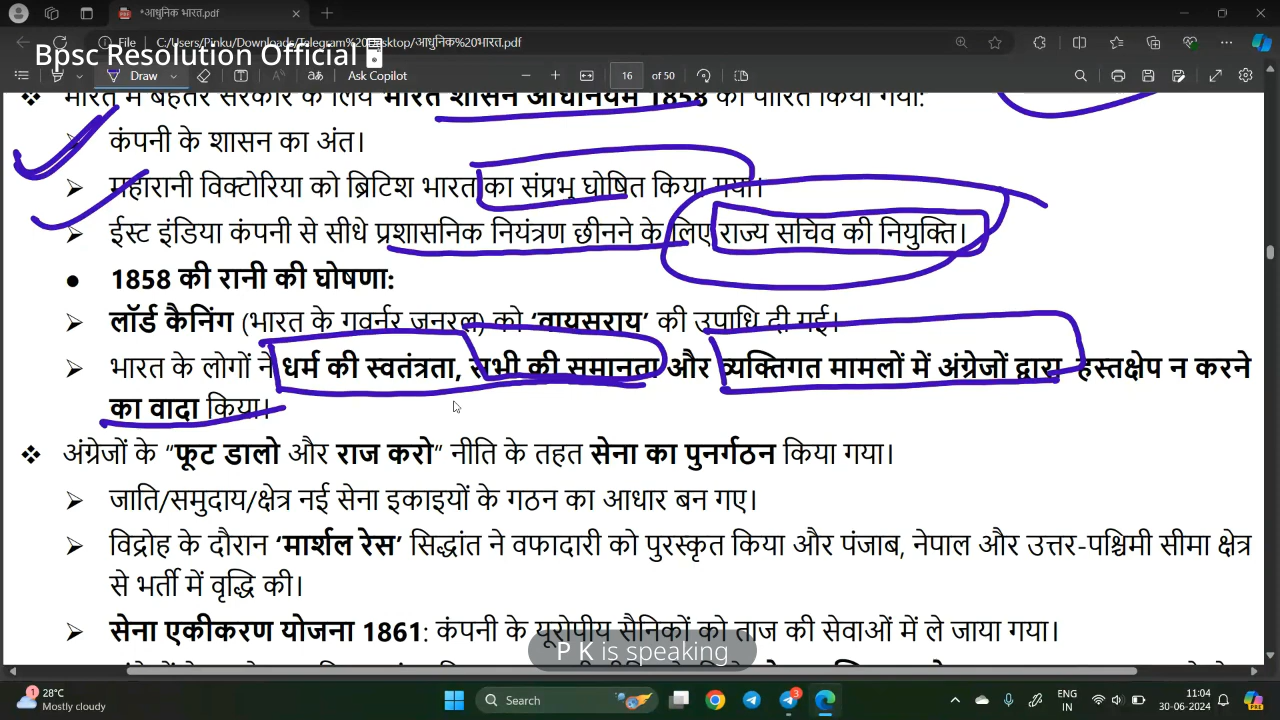 *आधुनिक भारत.pdf
File C:/Users/Pinku/Downloads/Telegram%20Desktop/आधुनिक%20भारत.pdf
Bpsc Resolution Official
Draw Ask Copilot 16 of 50
❖ भारत में बेहतर सरकार के लिये भारत शासन अधिनियम 1858 को पारित किया गया:
➢ कंपनी के शासन का अंत।
➢ महारानी विक्टोरिया को ब्रिटिश भारत का संप्रभु घोषित किया गया।
➢ ईस्ट इंडिया कंपनी से सीधे प्रशासनिक नियंत्रण छीनने के लिए राज्य सचिव की नियुक्ति।
● 1858 की रानी की घोषणा:
➢ लॉर्ड कैनिंग (भारत के गवर्नर जनरल) को ‘वायसराय’ की उपाधि दी गई।
➢ भारत के लोगों ने धर्म की स्वतंत्रता, सभी की समानता और व्यक्तिगत मामलों में अंग्रेजों द्वारा हस्तक्षेप न करने
का वादा किया।
❖ अंग्रेजों के “फूट डालो और राज करो“ नीति के तहत सेना का पुनर्गठन किया गया।
➢ जाति/समुदाय/क्षेत्र नई सेना इकाइयों के गठन का आधार बन गए।
➢ विद्रोह के दौरान ‘मार्शल रेस’ सिद्धांत ने वफादारी को पुरस्कृत किया और पंजाब, नेपाल और उत्तर-पश्चिमी सीमा क्षेत्र
से भर्ती में वृद्धि की।
➢ सेना एकीकरण योजना 1861: कंपनी के यूरोपीय सैनिकों को ताज की सेवाओं में ले जाया गया।
P K is speaking
28°C
Mostly cloudy
Search
ENG
IN
11:04
30-06-2024